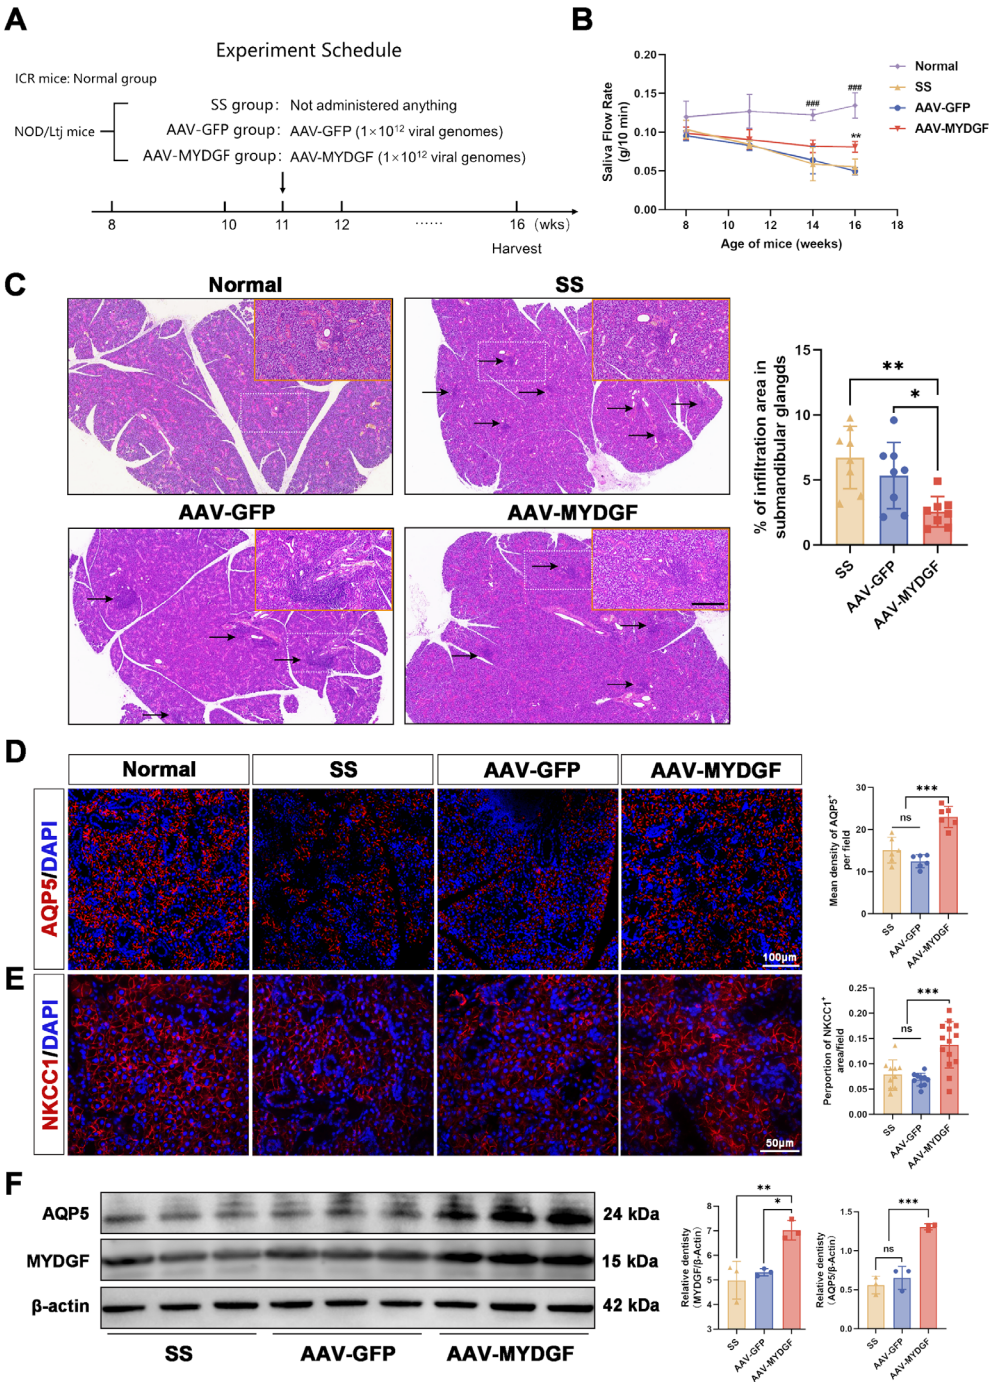 A
Experiment Schedule
ICR mice: Normal group
SS group: Not administered anything
NOD/Ltj mice
AAV-GFP group: AAV-GFP (1×10¹² viral genomes)
AAV-MYDGF group: AAV-MYDGF (1×10¹² viral genomes)
8 10 11 12 ...... 16 (wks)
Harvest
B
Saliva Flow Rate
(g/10 min)
0.20
0.15
0.10
0.05
0.00
###
###
**
8 10 12 14 16 18
Age of mice (weeks)
Normal
SS
AAV-GFP
AAV-MYDGF
C
Normal
SS
AAV-GFP
AAV-MYDGF
% of infiltration area in
submandibular glangds
15
10
5
0
**
*
SS
AAV-GFP
AAV-MYDGF
D
Normal
SS
AAV-GFP
AAV-MYDGF
AQP5/DAPI
100μm
Mean density of AQP5⁺
per field
30
20
10
0
ns
***
SS
AAV-GFP
AAV-MYDGF
E
NKCC1/DAPI
50μm
Perportion of NKCC1⁺
area/field
0.25
0.20
0.15
0.10
0.05
0.00
ns
***
SS
AAV-GFP
AAV-MYDGF
F
AQP5
24 kDa
MYDGF
15 kDa
β-actin
42 kDa
SS
AAV-GFP
AAV-MYDGF
Relative dentisty
(MYDGF/β-Actin)
8
7
6
5
4
3
**
*
SS
AAV-GFP
AAV-MYDGF
Relative density
(AQP5/β-Actin)
1.5
1.0
0.5
0.0
ns
***
SS
AAV-GFP
AAV-MYDGF